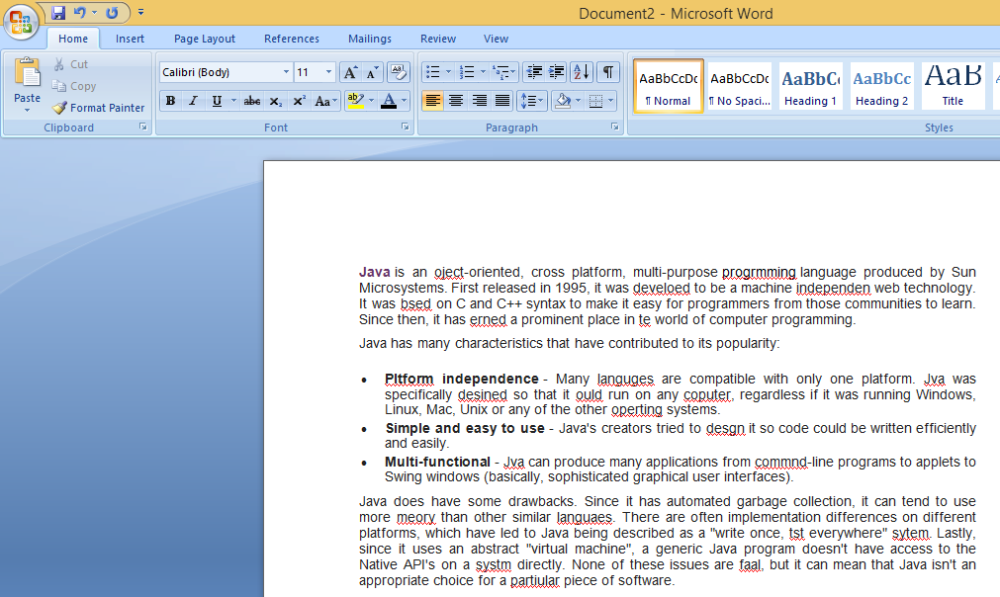 Document2 - Microsoft Word
Home Insert Page Layout References Mailings Review View
Paste
Cut
Copy
Format Painter
Clipboard
Calibri (Body) 11
Font
Paragraph
AaBbCcDc AaBbCcDc AaBbC AaBbCc AaB
¶ Normal ¶ No Spaci... Heading 1 Heading 2 Title
Styles
Java is an oject-oriented, cross platform, multi-purpose progrmming language produced by Sun
Microsystems. First released in 1995, it was develoed to be a machine independen web technology.
It was bsed on C and C++ syntax to make it easy for programmers from those communities to learn.
Since then, it has erned a prominent place in te world of computer programming.
Java has many characteristics that have contributed to its popularity:
• Pltform independence - Many languges are compatible with only one platform. Jva was
specifically desined so that it ould run on any coputer, regardless if it was running Windows,
Linux, Mac, Unix or any of the other operting systems.
• Simple and easy to use - Java's creators tried to desgn it so code could be written efficiently
and easily.
• Multi-functional - Jva can produce many applications from commnd-line programs to applets to
Swing windows (basically, sophisticated graphical user interfaces).
Java does have some drawbacks. Since it has automated garbage collection, it can tend to use
more meory than other similar languaes. There are often implementation differences on different
platforms, which have led to Java being described as a "write once, tst everywhere" sytem. Lastly,
since it uses an abstract "virtual machine", a generic Java program doesn't have access to the
Native API's on a systm directly. None of these issues are faal, but it can mean that Java isn't an
appropriate choice for a partiular piece of software.